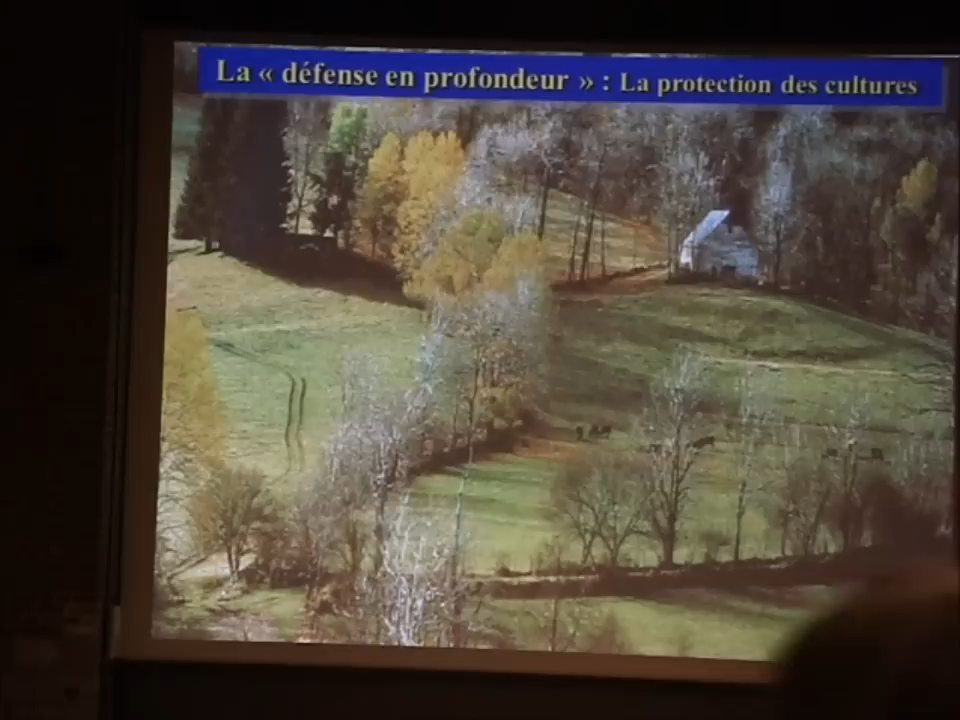 La « défense en profondeur » : La protection des cultures